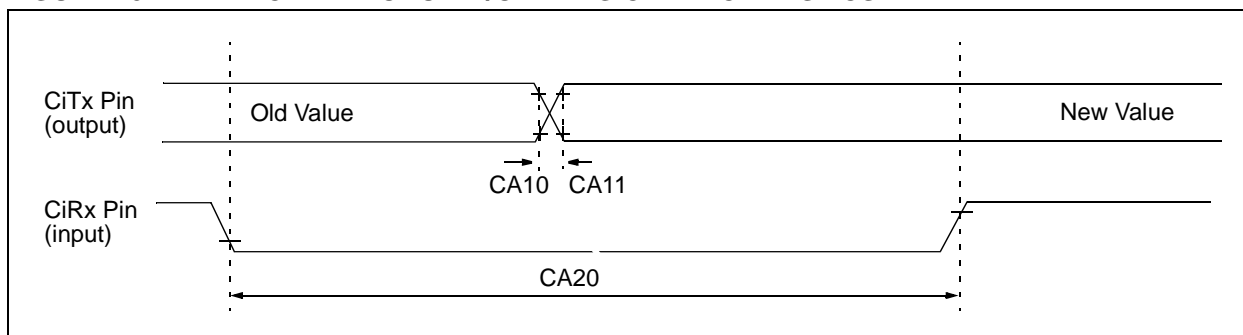 CiTx Pin
(output)
Old Value
New Value
CA10 CA11
CiRx Pin
(input)
CA20